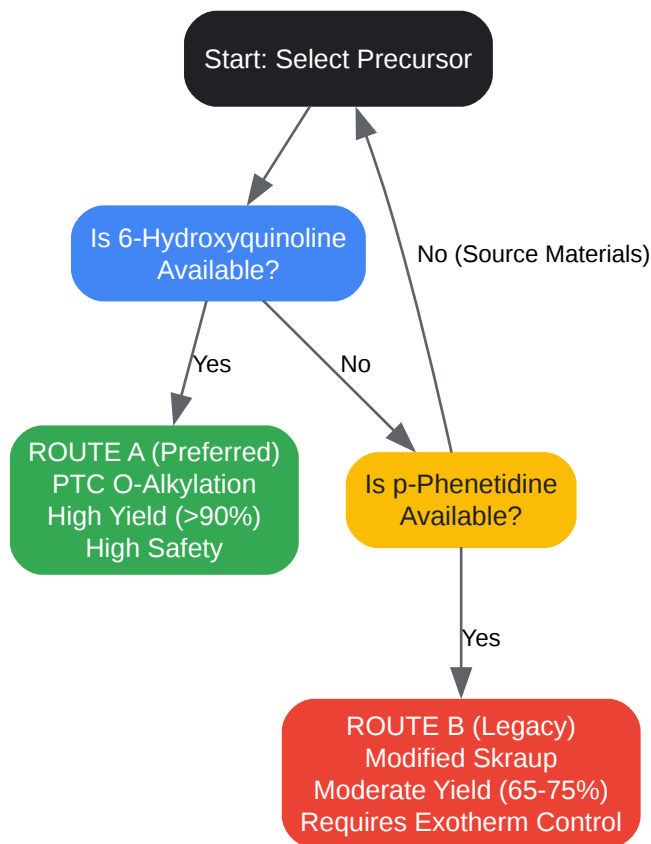 Start: Select Precursor
Is 6-Hydroxyquinoline
Available?
No (Source Materials)
Yes
No
ROUTE A (Preferred)
PTC O-Alkylation
High Yield (>90%)
High Safety
Is p-Phenetidine
Available?
Yes
ROUTE B (Legacy)
Modified Skraup
Moderate Yield (65-75%)
Requires Exotherm Control